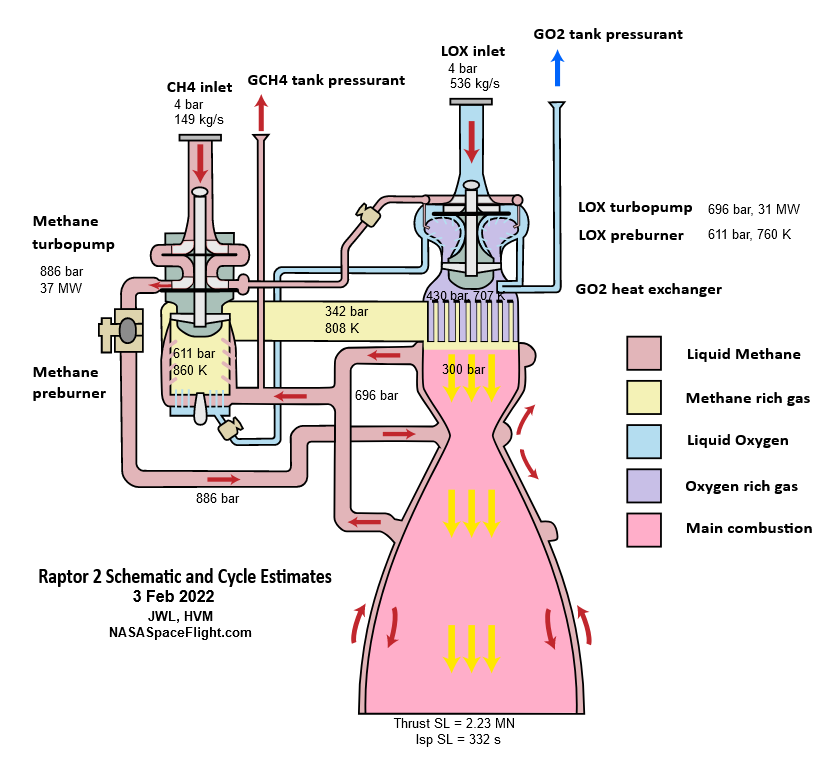 GO2 tank pressurant
LOX inlet
4 bar
536 kg/s
CH4 inlet
4 bar
149 kg/s
GCH4 tank pressurant
Methane
turbopump
886 bar
37 MW
LOX turbopump
696 bar, 31 MW
LOX preburner
611 bar, 760 K
GO2 heat exchanger
430 bar 707 K
342 bar
808 K
611 bar
860 K
Methane
preburner
300 bar
696 bar
886 bar
Liquid Methane
Methane rich gas
Liquid Oxygen
Oxygen rich gas
Main combustion
Raptor 2 Schematic and Cycle Estimates
3 Feb 2022
JWL, HVM
NASASpaceFlight.com
Thrust SL = 2.23 MN
Isp SL = 332 s